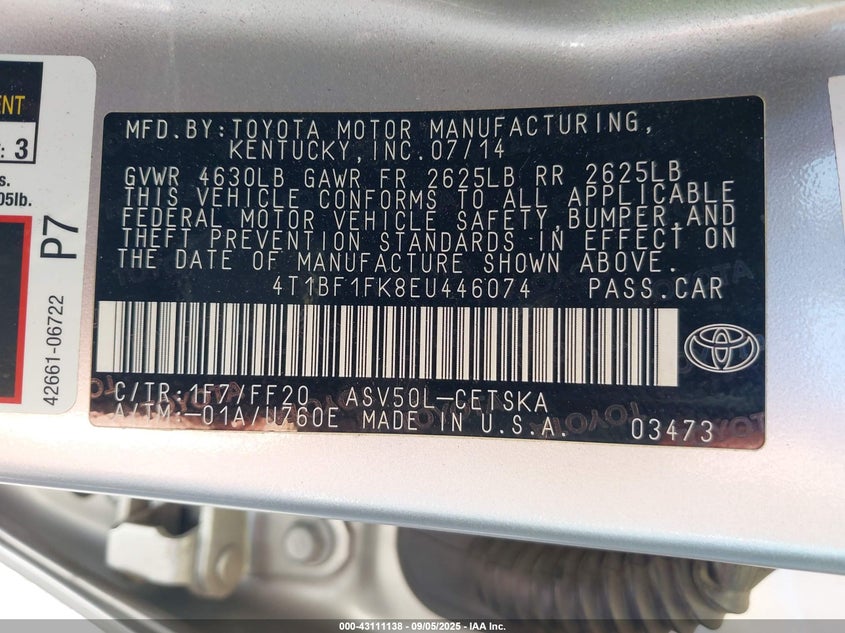 ENT
: 3
s.
05lb.
P7
42661-06722
MFD.BY:TOYOTA MOTOR MANUFACTURING,
KENTUCKY,INC.07/14
GVWR 4630LB GAWR FR 2625LB RR 2625LB
THIS VEHICLE CONFORMS TO ALL APPLICABLE
FEDERAL MOTOR VEHICLE SAFETY,BUMPER,AND
THEFT PREVENTION STANDARDS IN EFFECT ON
THE DATE OF MANUFACTURE SHOWN ABOVE.
4T1BF1FK8EU446074 PASS.CAR
C/TR:1F7/FF20 ASV50L-CETSKA
A/TM:-01A/U760E MADE IN U.S.A. 03473
000-43111138 - 09/05/2025 - IAA Inc.